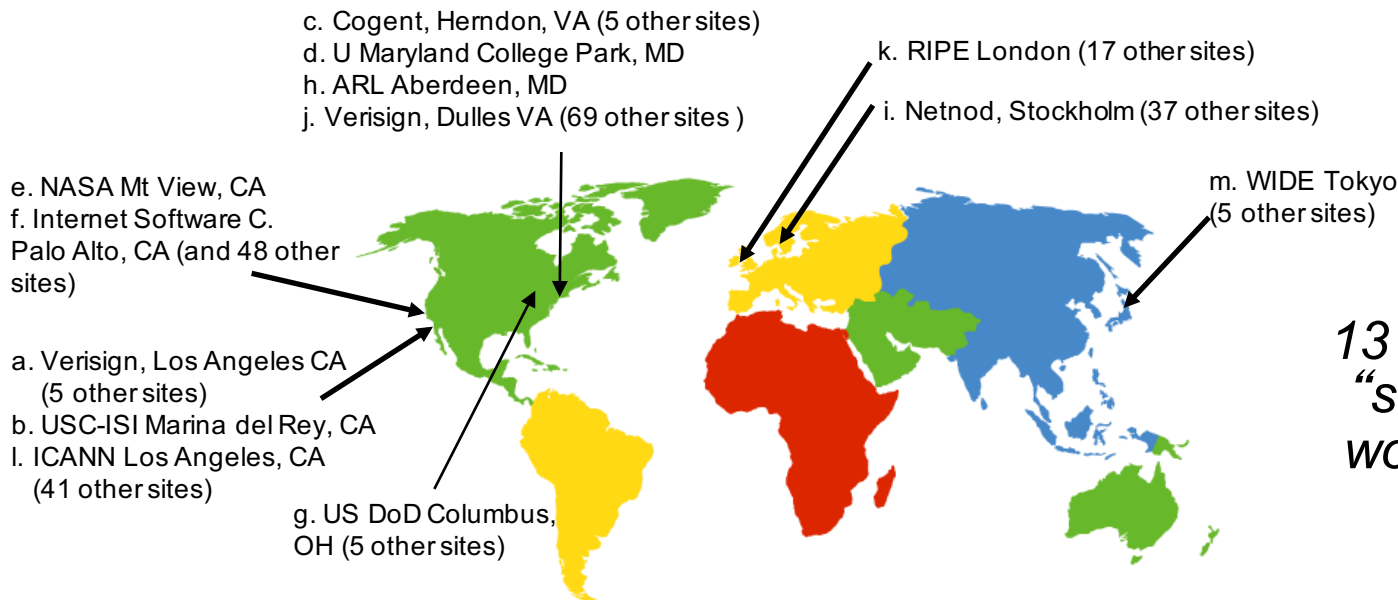 c. Cogent, Herndon, VA (5 other sites)
d. U Maryland College Park, MD
h. ARL Aberdeen, MD
j. Verisign, Dulles VA (69 other sites )
k. RIPE London (17 other sites)
i. Netnod, Stockholm (37 other sites)
m. WIDE Tokyo
(5 other sites)
e. NASA Mt View, CA
f. Internet Software C.
Palo Alto, CA (and 48 other
sites)
a. Verisign, Los Angeles CA
(5 other sites)
b. USC-ISI Marina del Rey, CA
l. ICANN Los Angeles, CA
(41 other sites)
g. US DoD Columbus,
OH (5 other sites)
13